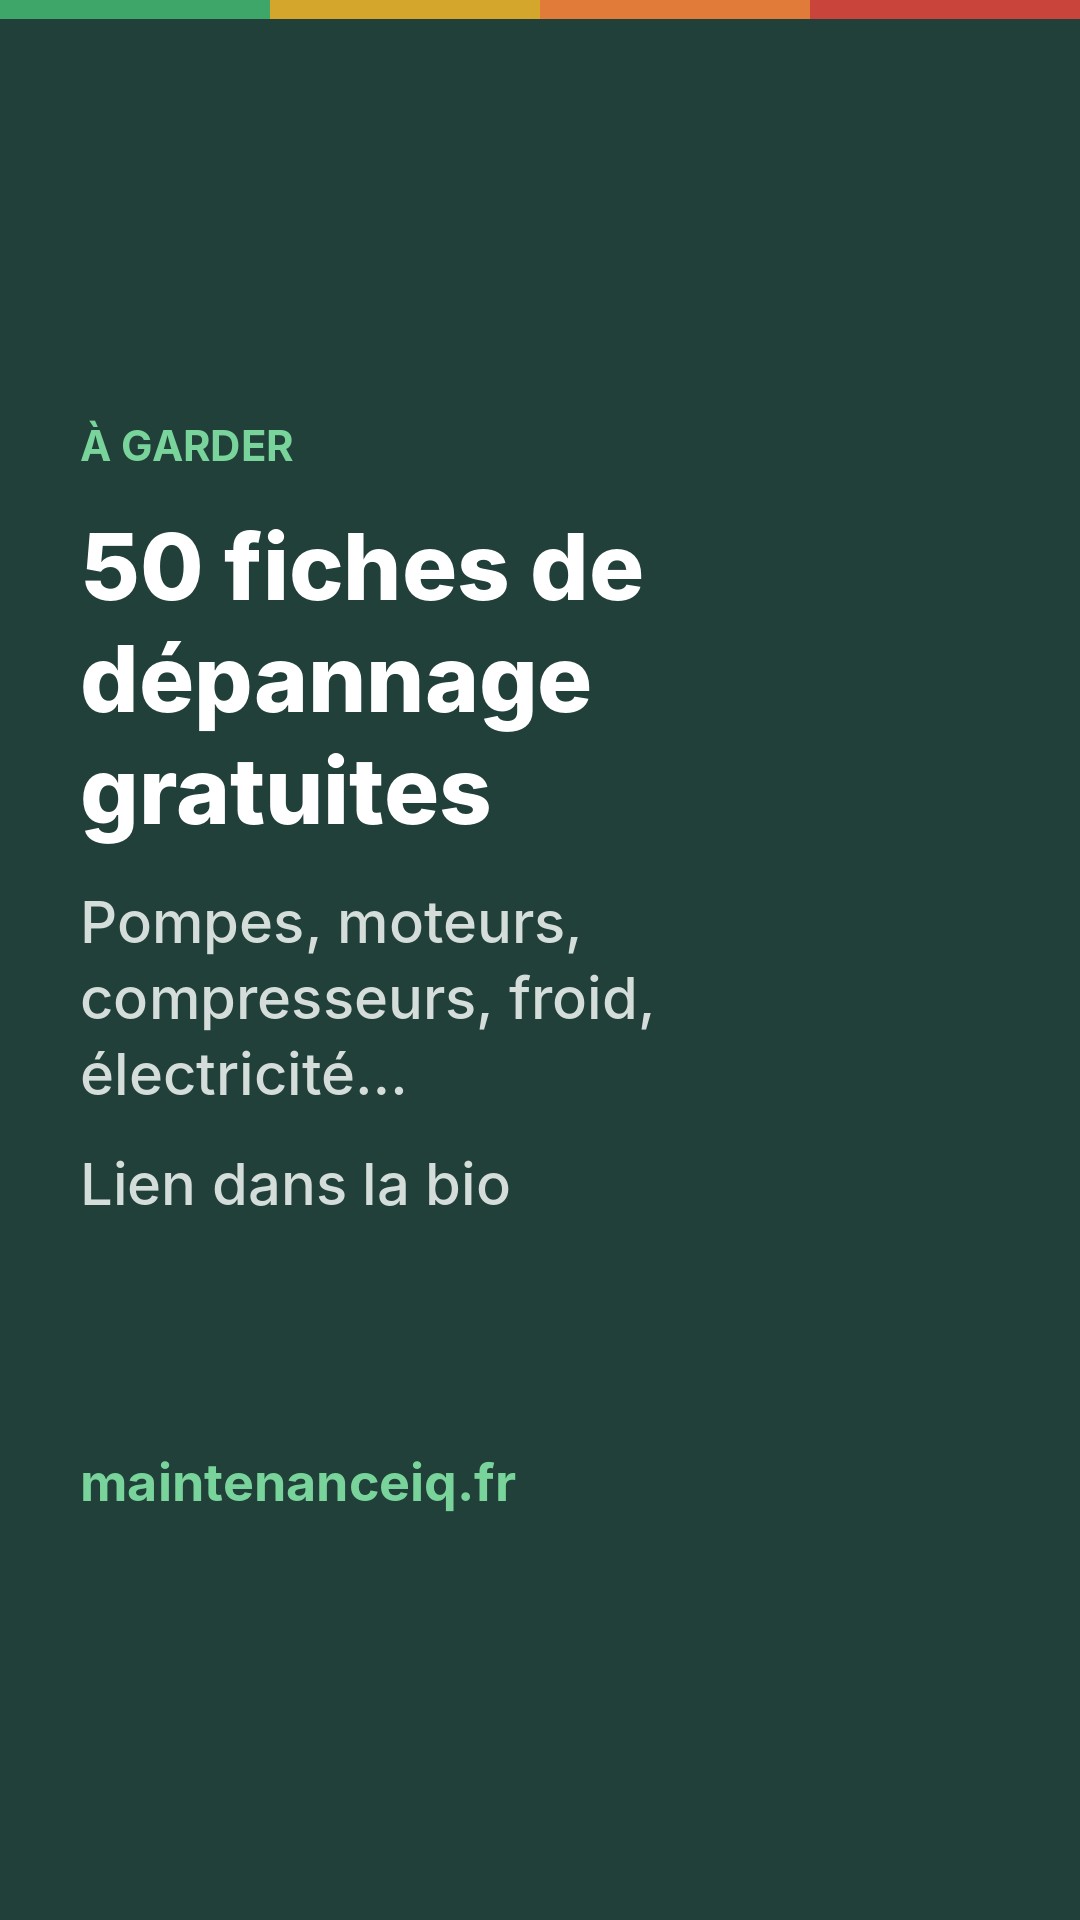 À GARDER
50 fiches de
dépannage
gratuites
Pompes, moteurs,
compresseurs, froid,
électricité...
Lien dans la bio
maintenanceiq.fr